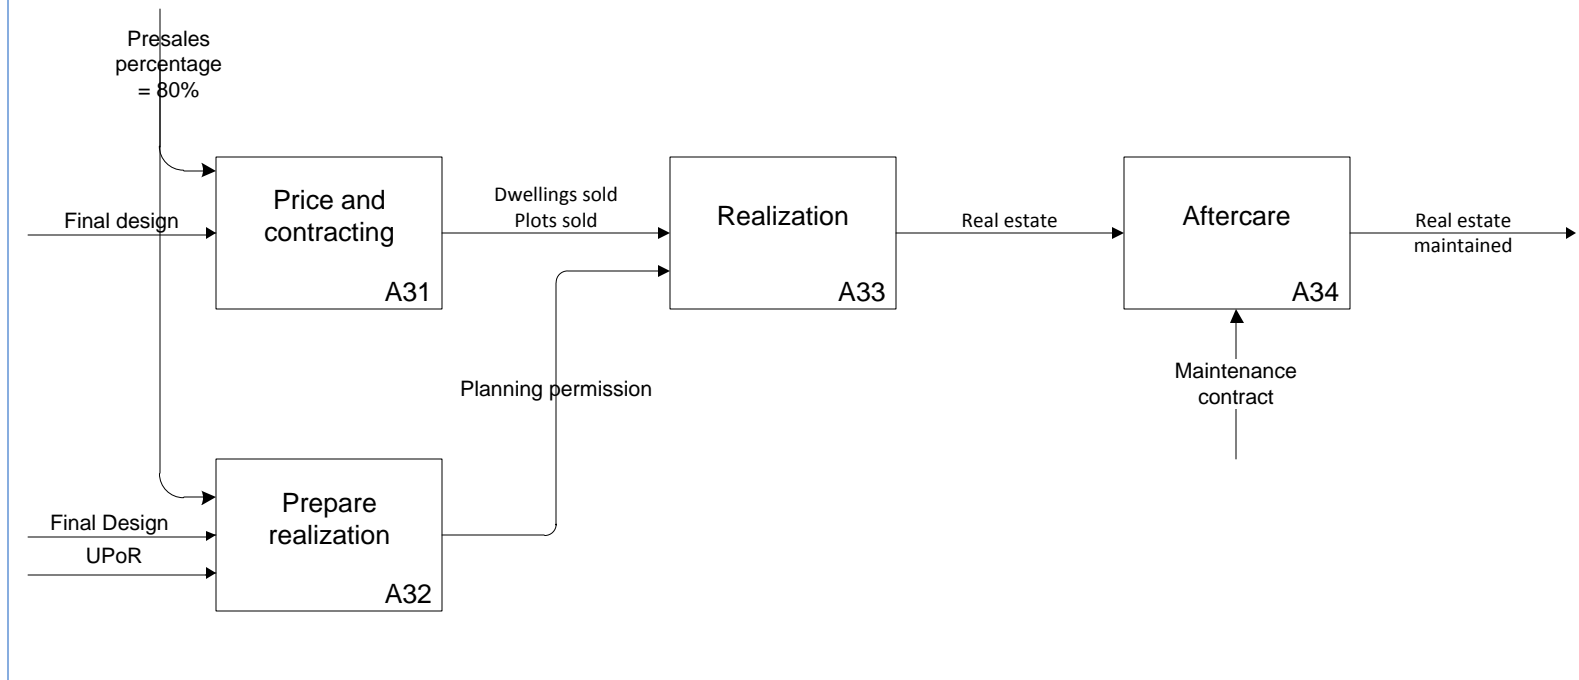 Presales
percentage
= 80%
Final design
Price and
contracting
A31
Dwellings sold
Plots sold
Realization
A33
Real estate
Aftercare
A34
Real estate
maintained
Planning permission
Maintenance
contract
Final Design
UPoR
Prepare
realization
A32